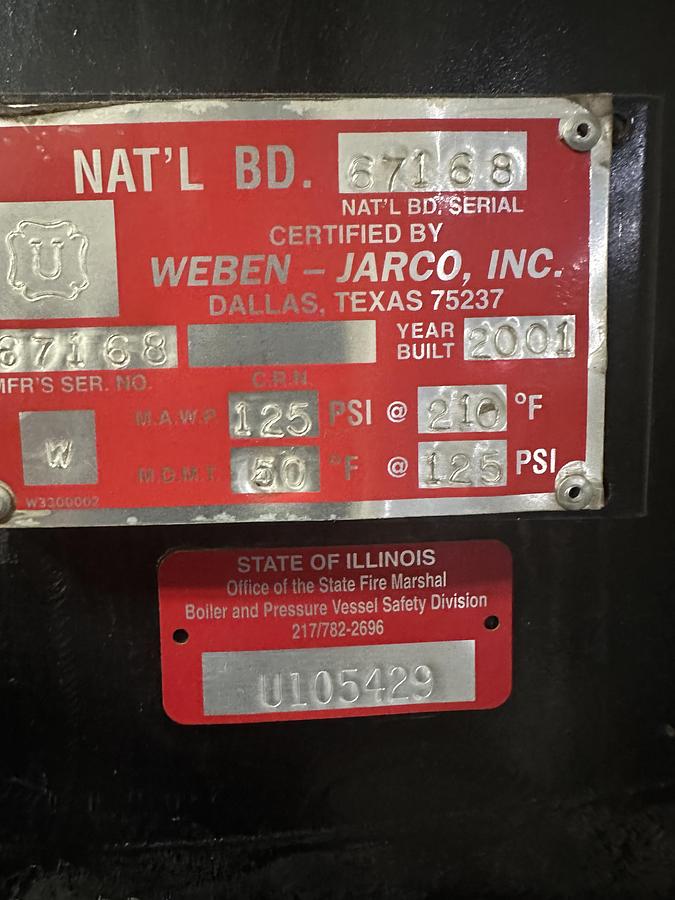 NAT'L BD. 67168
NAT'L BD. SERIAL
CERTIFIED BY
U
WEBEN – JARCO, INC.
DALLAS, TEXAS 75237
67168 YEAR BUILT 2001
MFR'S SER. NO. C.R.N.
M.A.W.P. 125 PSI @ 210 °F
W
M.D.M.T. 50 °F @ 125 PSI
W3300002
STATE OF ILLINOIS
Office of the State Fire Marshal
Boiler and Pressure Vessel Safety Division
217/782-2696
U105429